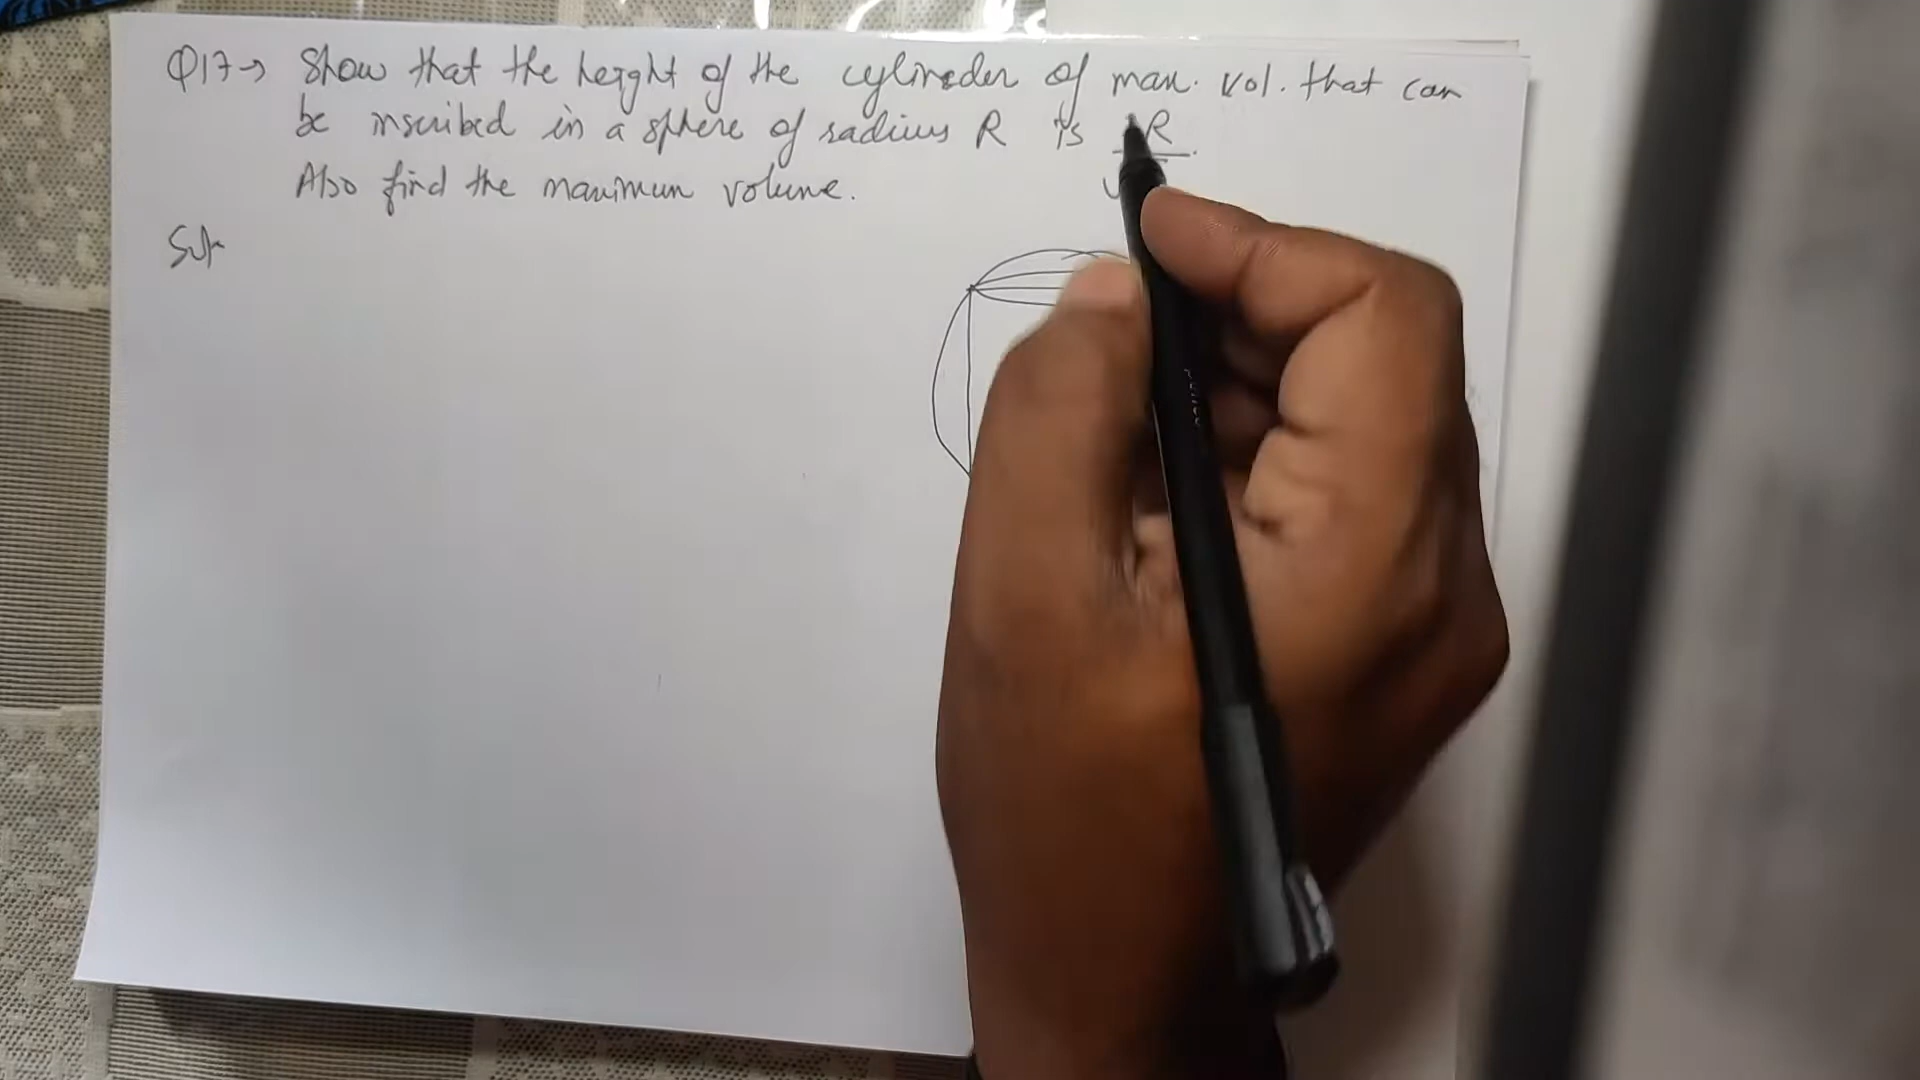 Q17→ Show that the height of the cylinder of max. vol. that can
be inscribed in a sphere of radius R is R
Also find the maximum volume.
Soln